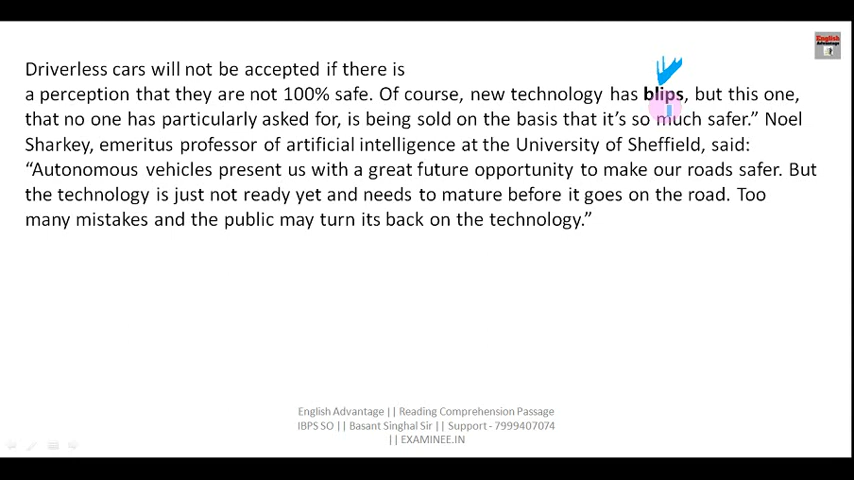 English
Advantage
Driverless cars will not be accepted if there is
a perception that they are not 100% safe. Of course, new technology has blips, but this one,
that no one has particularly asked for, is being sold on the basis that it’s so much safer.” Noel
Sharkey, emeritus professor of artificial intelligence at the University of Sheffield, said:
“Autonomous vehicles present us with a great future opportunity to make our roads safer. But
the technology is just not ready yet and needs to mature before it goes on the road. Too
many mistakes and the public may turn its back on the technology.”
English Advantage || Reading Comprehension Passage
IBPS SO || Basant Singhal Sir || Support - 7999407074
|| EXAMINEE.IN